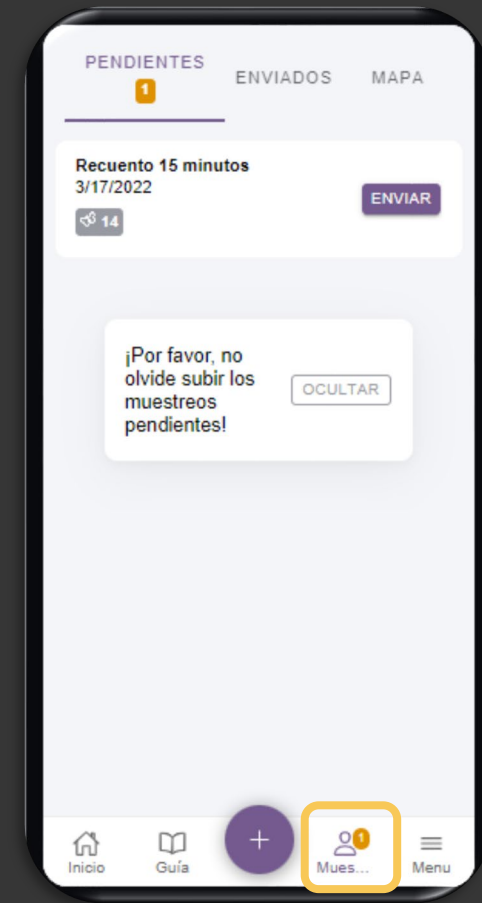 PENDIENTES
1
ENVIADOS
MAPA
Recuento 15 minutos
3/17/2022
14
ENVIAR
¡Por favor, no
olvide subir los
muestreos
pendientes!
OCULTAR
+
1
Inicio
Guía
Mues...
Menu